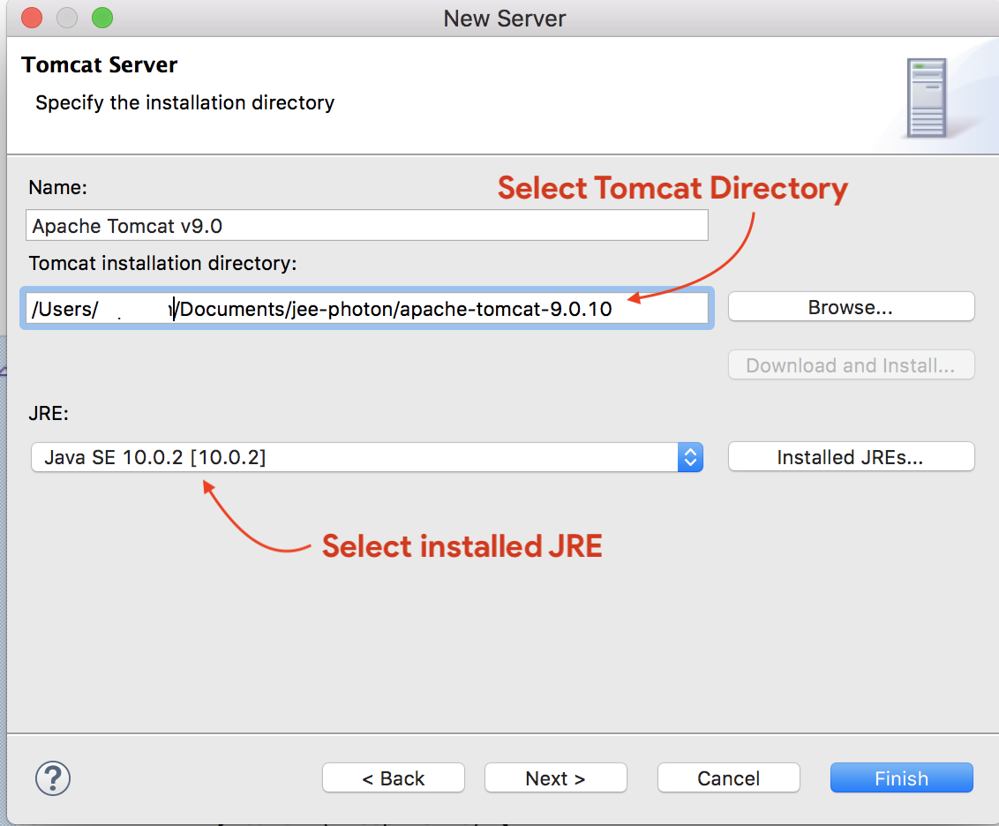 New Server
Tomcat Server
Specify the installation directory
Name:
Select Tomcat Directory
Apache Tomcat v9.0
Tomcat installation directory:
/Users/ /Documents/jee-photon/apache-tomcat-9.0.10
Browse...
Download and Install...
JRE:
Java SE 10.0.2 [10.0.2]
Installed JREs...
Select installed JRE
?
< Back
Next >
Cancel
Finish